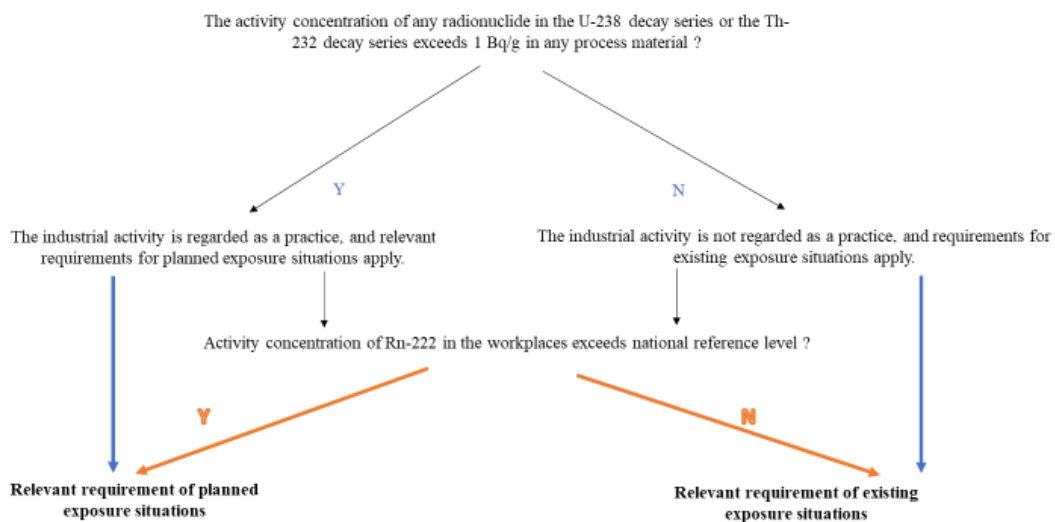 The activity concentration of any radionuclide in the U-238 decay series or the Th-
232 decay series exceeds 1 Bq/g in any process material ?
Y
N
The industrial activity is regarded as a practice, and relevant
requirements for planned exposure situations apply.
The industrial activity is not regarded as a practice, and requirements for
existing exposure situations apply.
Activity concentration of Rn-222 in the workplaces exceeds national reference level ?
Y
N
Relevant requirement of planned
exposure situations
Relevant requirement of existing
exposure situations